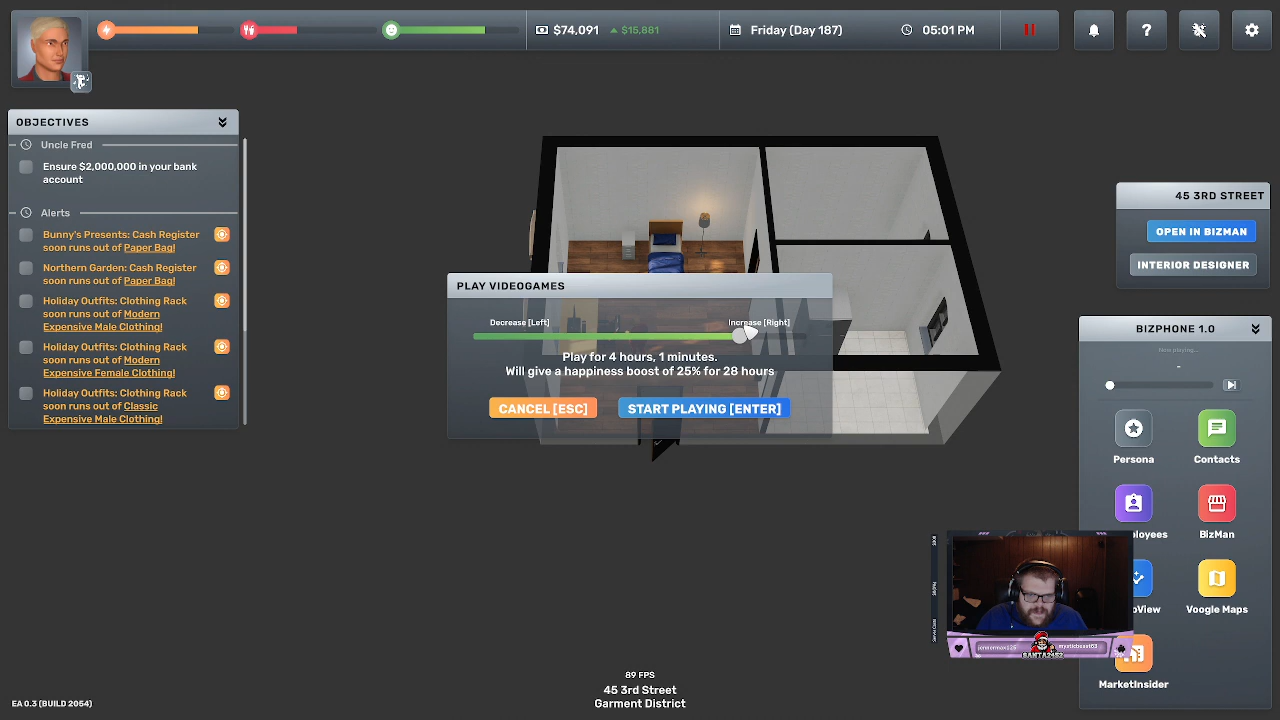 $74,091
$15,881
Friday (Day 187)
05:01 PM
OBJECTIVES
Uncle Fred
Ensure $2,000,000 in your bank
account
Alerts
Bunny's Presents: Cash Register
soon runs out of Paper Bag!
Northern Garden: Cash Register
soon runs out of Paper Bag!
Holiday Outfits: Clothing Rack
soon runs out of Modern
Expensive Male Clothing!
Holiday Outfits: Clothing Rack
soon runs out of Modern
Expensive Female Clothing!
Holiday Outfits: Clothing Rack
soon runs out of Classic
Expensive Male Clothing!
PLAY VIDEOGAMES
Decrease [Left]
Increase [Right]
Play for 4 hours, 1 minutes.
Will give a happiness boost of 25% for 28 hours
CANCEL [ESC]
START PLAYING [ENTER]
45 3RD STREET
OPEN IN BIZMAN
INTERIOR DESIGNER
BIZPHONE 1.0
Now playing...
-
Persona
Contacts
ployees
BizMan
oView
Voogle Maps
MarketInsider
SANTA2452
89 FPS
45 3rd Street
Garment District
EA 0.3 (BUILD 2054)